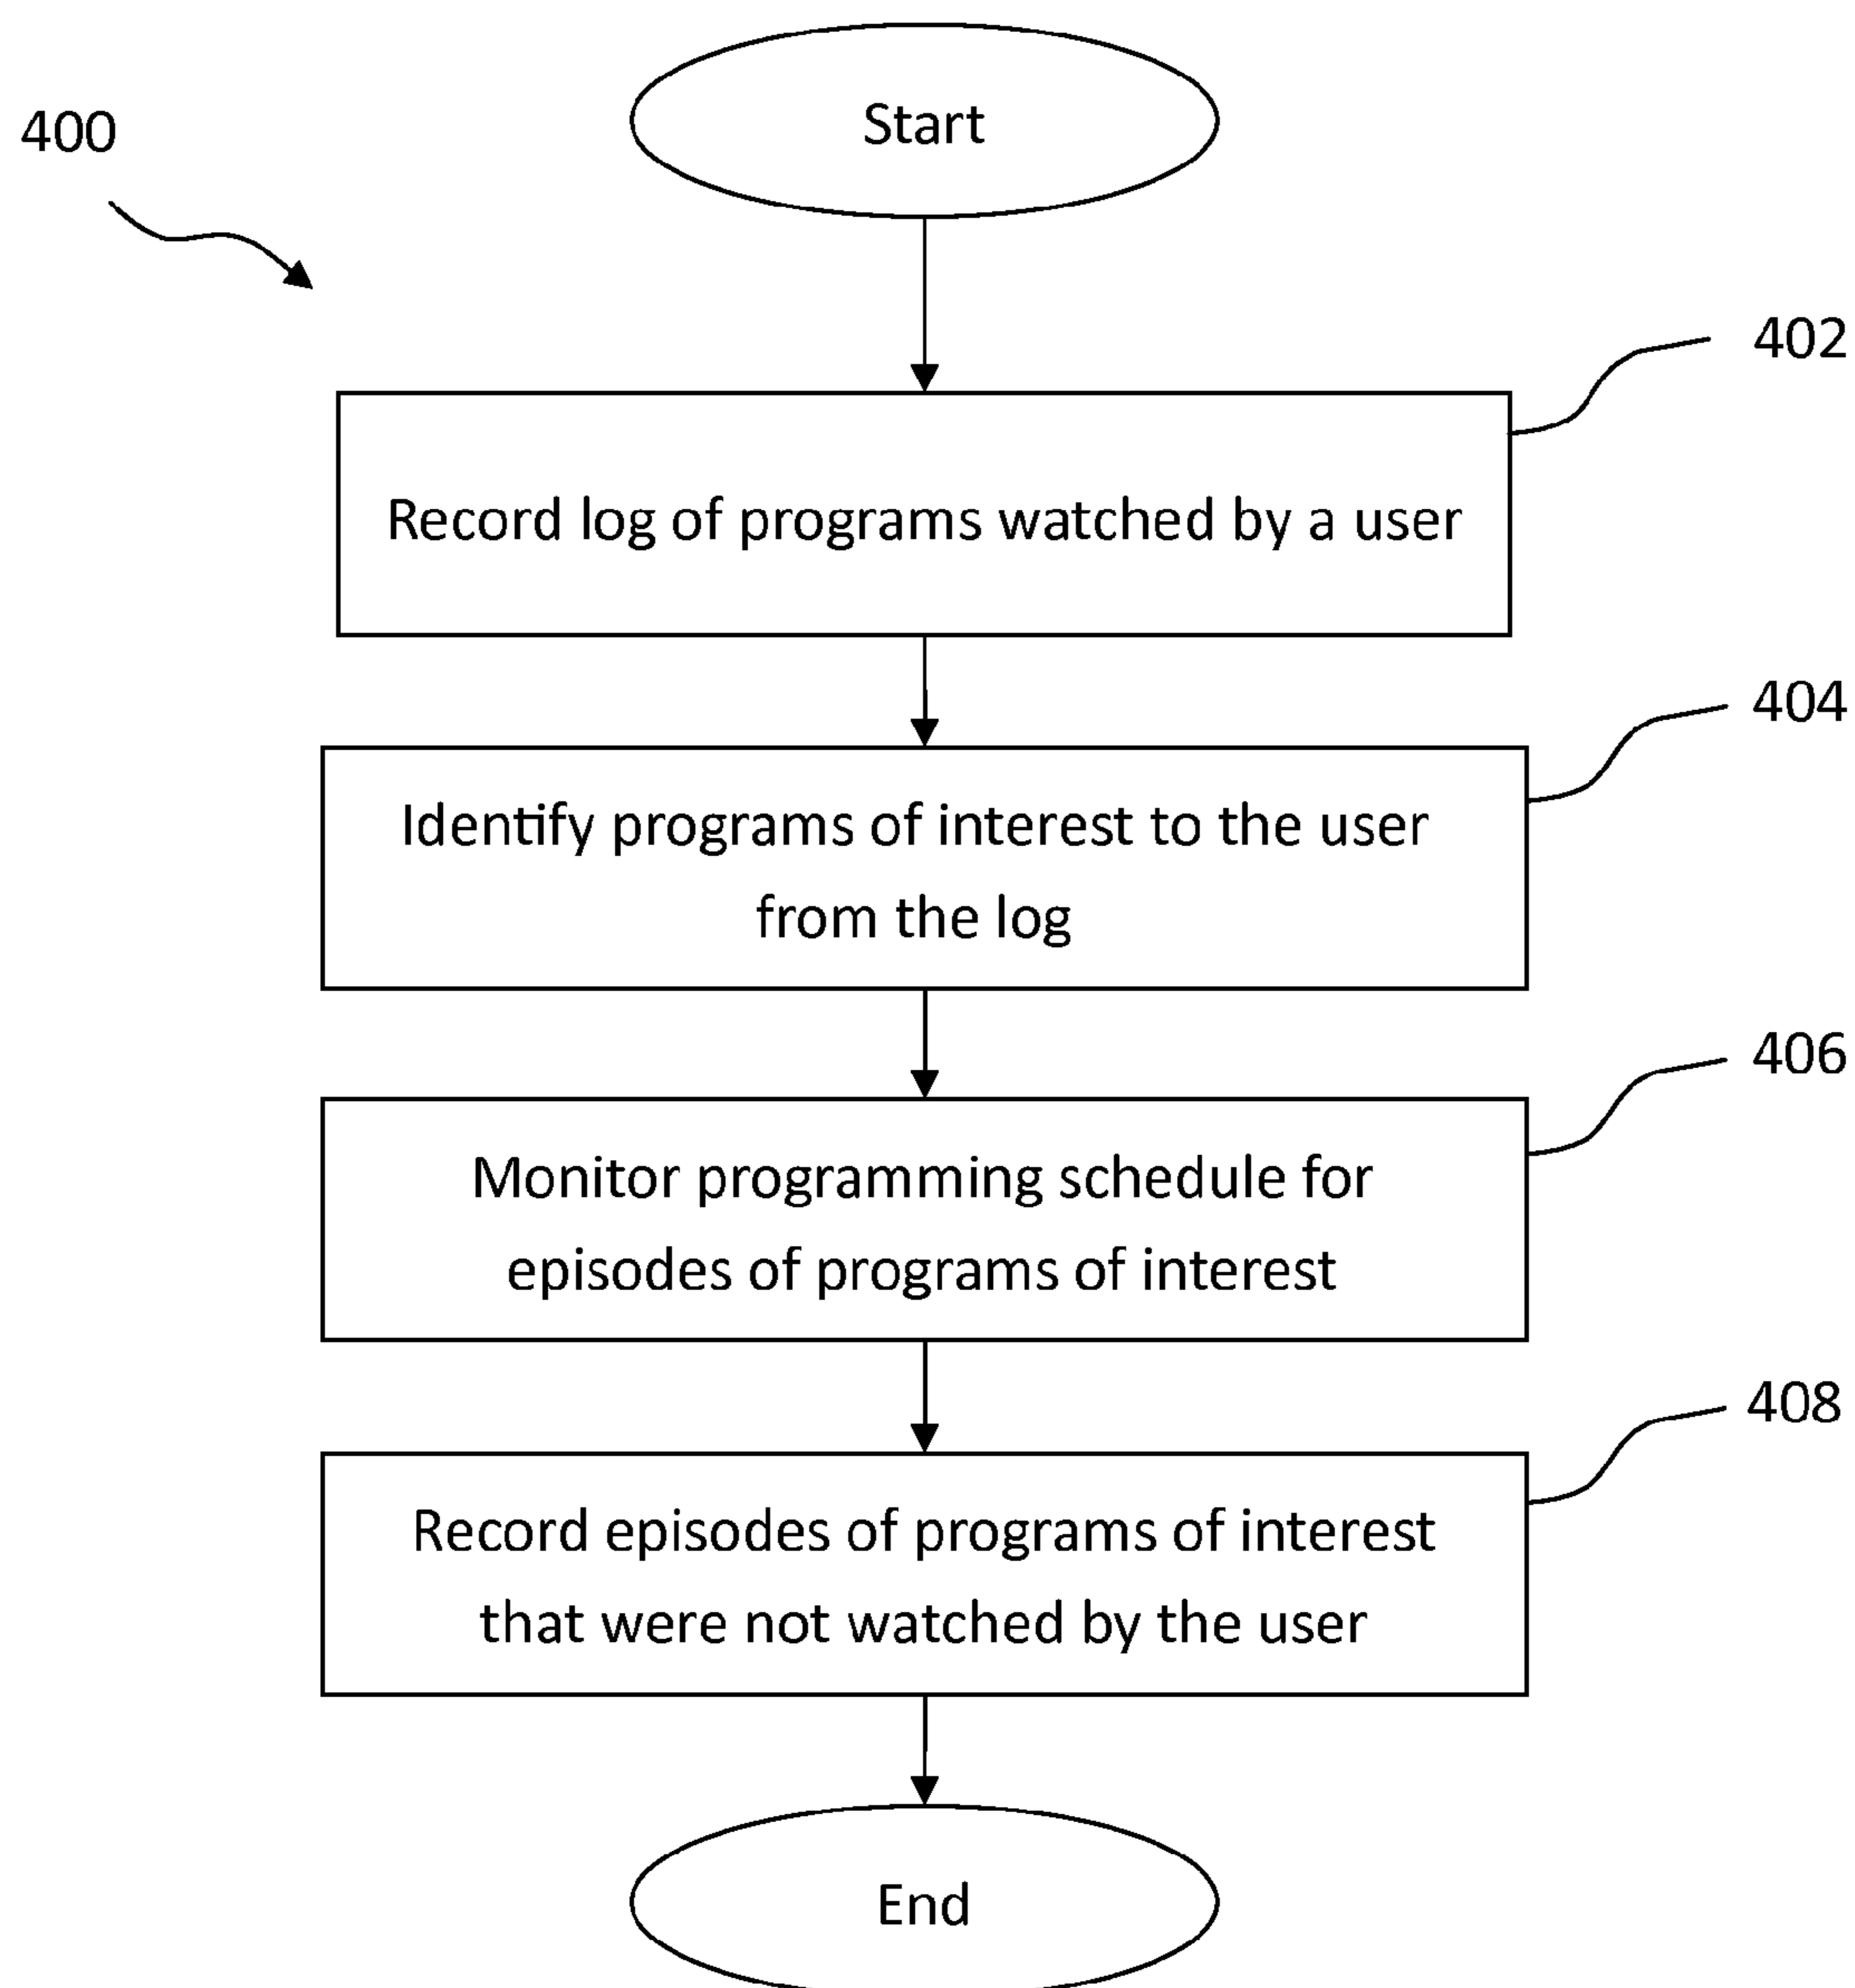 Start
400
402
Record log of programs watched by a user
404
Identify programs of interest to the user
from the log
406
Monitor programming schedule for
episodes of programs of interest
408
Record episodes of programs of interest
that were not watched by the user
End